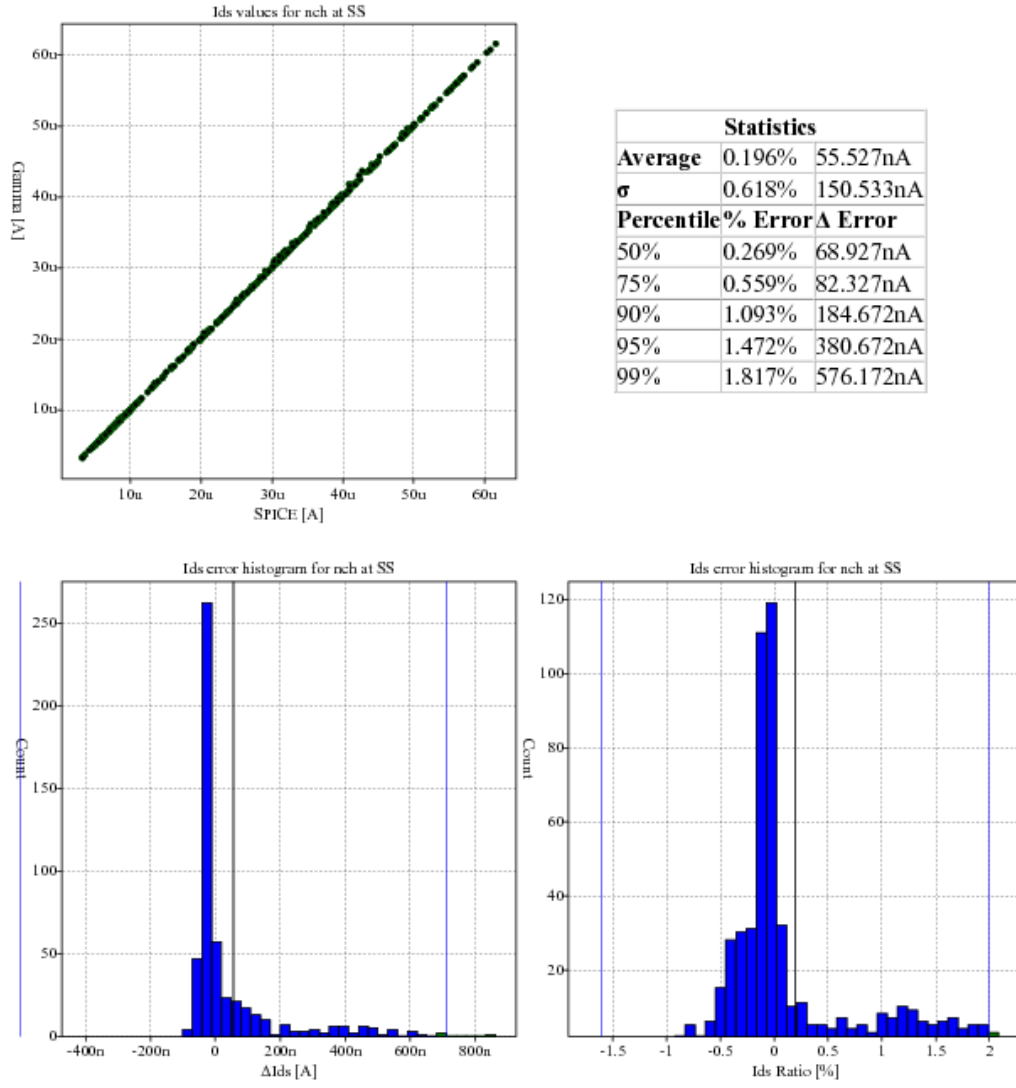 Ids values for nch at SS
60u
50u
40u
30u
20u
10u
Gamma [A]
10u 20u 30u 40u 50u 60u
SPICE [A]
Statistics
Average 0.196% 55.527nA
σ 0.618% 150.533nA
Percentile % Error Δ Error
50% 0.269% 68.927nA
75% 0.559% 82.327nA
90% 1.093% 184.672nA
95% 1.472% 380.672nA
99% 1.817% 576.172nA
Ids error histogram for nch at SS
250
200
150
100
50
0
Count
-400n -200n 0 200n 400n 600n 800n
ΔIds [A]
Ids error histogram for nch at SS
120
100
80
60
40
20
Count
-1.5 -1 -0.5 0 0.5 1 1.5 2
Ids Ratio [%]